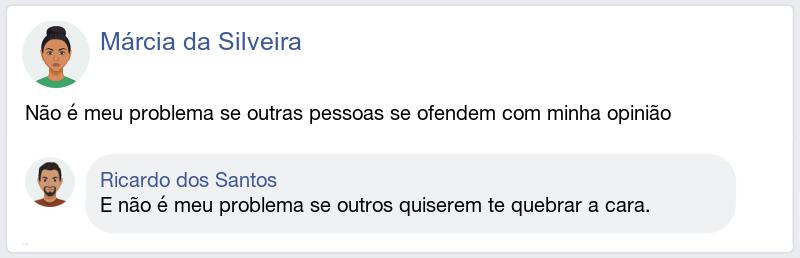 Márcia da Silveira
Não é meu problema se outras pessoas se ofendem com minha opinião
Ricardo dos Santos
E não é meu problema se outros quiserem te quebrar a cara.